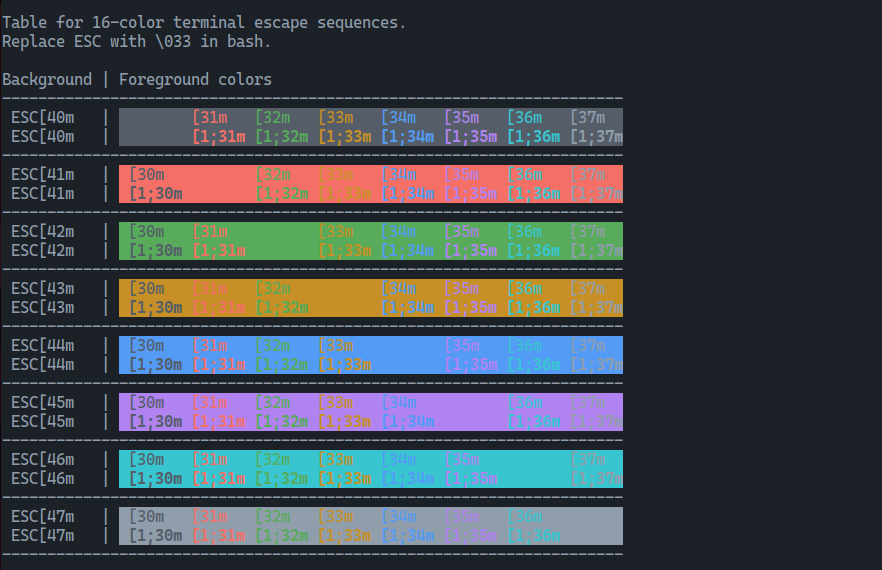 Table for 16-color terminal escape sequences.
Replace ESC with \033 in bash.
Background | Foreground colors
---------------------------------------------------------------------
ESC[40m | [31m [32m [33m [34m [35m [36m [37m
ESC[40m | [1;31m [1;32m [1;33m [1;34m [1;35m [1;36m [1;37m
---------------------------------------------------------------------
ESC[41m | [30m [32m [33m [34m [35m [36m [37m
ESC[41m | [1;30m [1;32m [1;33m [1;34m [1;35m [1;36m [1;37m
---------------------------------------------------------------------
ESC[42m | [30m [31m [33m [34m [35m [36m [37m
ESC[42m | [1;30m [1;31m [1;33m [1;34m [1;35m [1;36m [1;37m
---------------------------------------------------------------------
ESC[43m | [30m [31m [32m [34m [35m [36m [37m
ESC[43m | [1;30m [1;31m [1;32m [1;34m [1;35m [1;36m [1;37m
---------------------------------------------------------------------
ESC[44m | [30m [31m [32m [33m [35m [36m [37m
ESC[44m | [1;30m [1;31m [1;32m [1;33m [1;35m [1;36m [1;37m
---------------------------------------------------------------------
ESC[45m | [30m [31m [32m [33m [34m [36m [37m
ESC[45m | [1;30m [1;31m [1;32m [1;33m [1;34m [1;36m [1;37m
---------------------------------------------------------------------
ESC[46m | [30m [31m [32m [33m [34m [35m [37m
ESC[46m | [1;30m [1;31m [1;32m [1;33m [1;34m [1;35m [1;37m
---------------------------------------------------------------------
ESC[47m | [30m [31m [32m [33m [34m [35m [36m
ESC[47m | [1;30m [1;31m [1;32m [1;33m [1;34m [1;35m [1;36m
---------------------------------------------------------------------